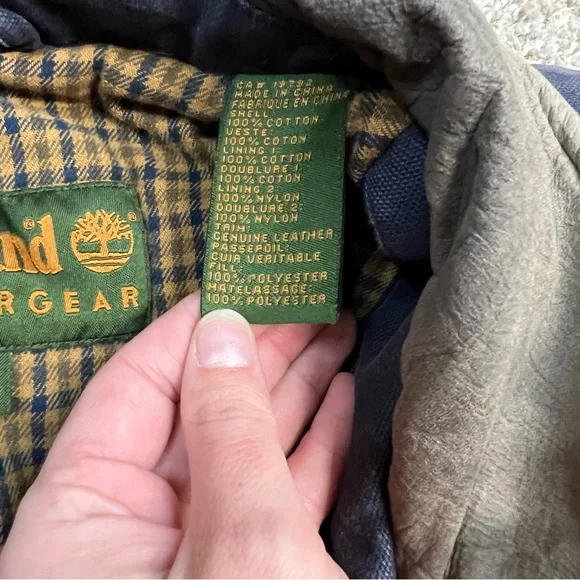 nd
RGEAR
CA# 19792
MADE IN CHINA
FABRIQUE EN CHINE
SHELL:
100% COTTON
VESTE:
100% COTON
LINING 1:
100% COTTON
DOUBLURE 1:
100% COTON
LINING 2:
100% NYLON
DOUBLURE 2:
100% NYLON
TRIM:
GENUINE LEATHER
PASSEPOIL:
CUIR VERITABLE
FILL:
100% POLYESTER
MATELASSAGE:
100% POLYESTER